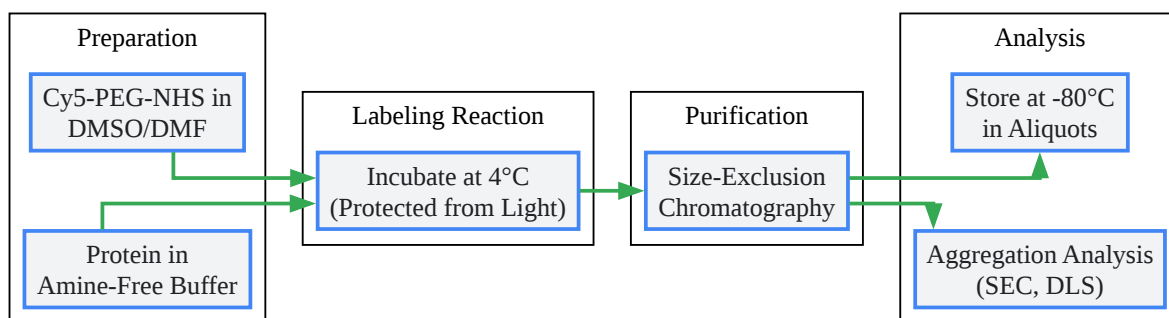 Preparation
Cy5-PEG-NHS in
DMSO/DMF
Protein in
Amine-Free Buffer
Labeling Reaction
Incubate at 4°C
(Protected from Light)
Purification
Size-Exclusion
Chromatography
Analysis
Store at -80°C
in Aliquots
Aggregation Analysis
(SEC, DLS)